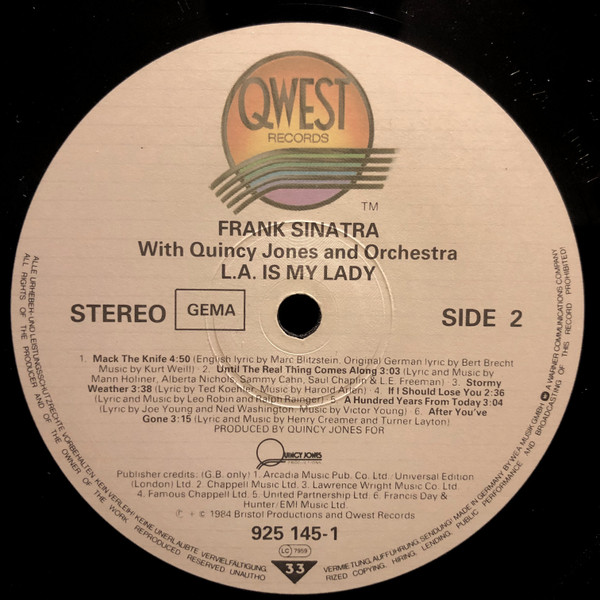 QWEST
RECORDS
TM
FRANK SINATRA
With Quincy Jones and Orchestra
L.A. IS MY LADY
STEREO
GEMA
SIDE 2
1. Mack The Knife 4:50 (English lyric by Marc Blitzstein, Original German lyric by Bert Brecht
Music by Kurt Weill) 2. Until The Real Thing Comes Along 3:03 (Lyric and Music by
Mann Holiner, Alberta Nichols, Sammy Cahn, Saul Chaplin & L.E. Freeman) 3. Stormy
Weather 3:38 (Lyric by Ted Koehler, Music by Harold Arlen) 4. If I Should Lose You 2:36
(Lyric and Music by Leo Robin and Ralph Rainger) 5. A Hundred Years From Today 3:04
(Lyric by Joe Young and Ned Washington. Music by Victor Young) 6. After You've
Gone 3:15 (Lyric and Music by Henry Creamer and Turner Layton)
PRODUCED BY QUINCY JONES FOR
QUINCY JONES
PRODUCTIONS
Publisher credits: (G.B. only) 1. Arcadia Music Pub. Co. Ltd. Universal Edition
(London) Ltd. 2. Chappell Music Ltd. 3. Lawrence Wright Music Co. Ltd.
4. Famous Chappell Ltd. 5. United Partnership Ltd. 6. Francis Day &
Hunter/EMI Music Ltd
℗ + © 1984 Bristol Productions and Qwest Records
925 145-1
LC 7959
33
ALLE URHEBER- UND LEISTUNGSSCHUTZRECHTE VORBEHALTEN. KEIN VERLEIH! KEINE UNERLAUBTE VERVIELFÄLTIGUNG, VERMIETUNG, AUFFÜHRUNG, SENDUNG! MADE IN GERMANY BY WEA MUSIK GMBH A WARNER COMMUNICATIONS COMPANY
ALL RIGHTS OF THE PRODUCER AND OF THE OWNER OF THE WORK REPRODUCED RESERVED UNAUTHORIZED COPYING, HIRING, LENDING, PUBLIC PERFORMANCE AND BROADCASTING OF THIS RECORD PROHIBITED!